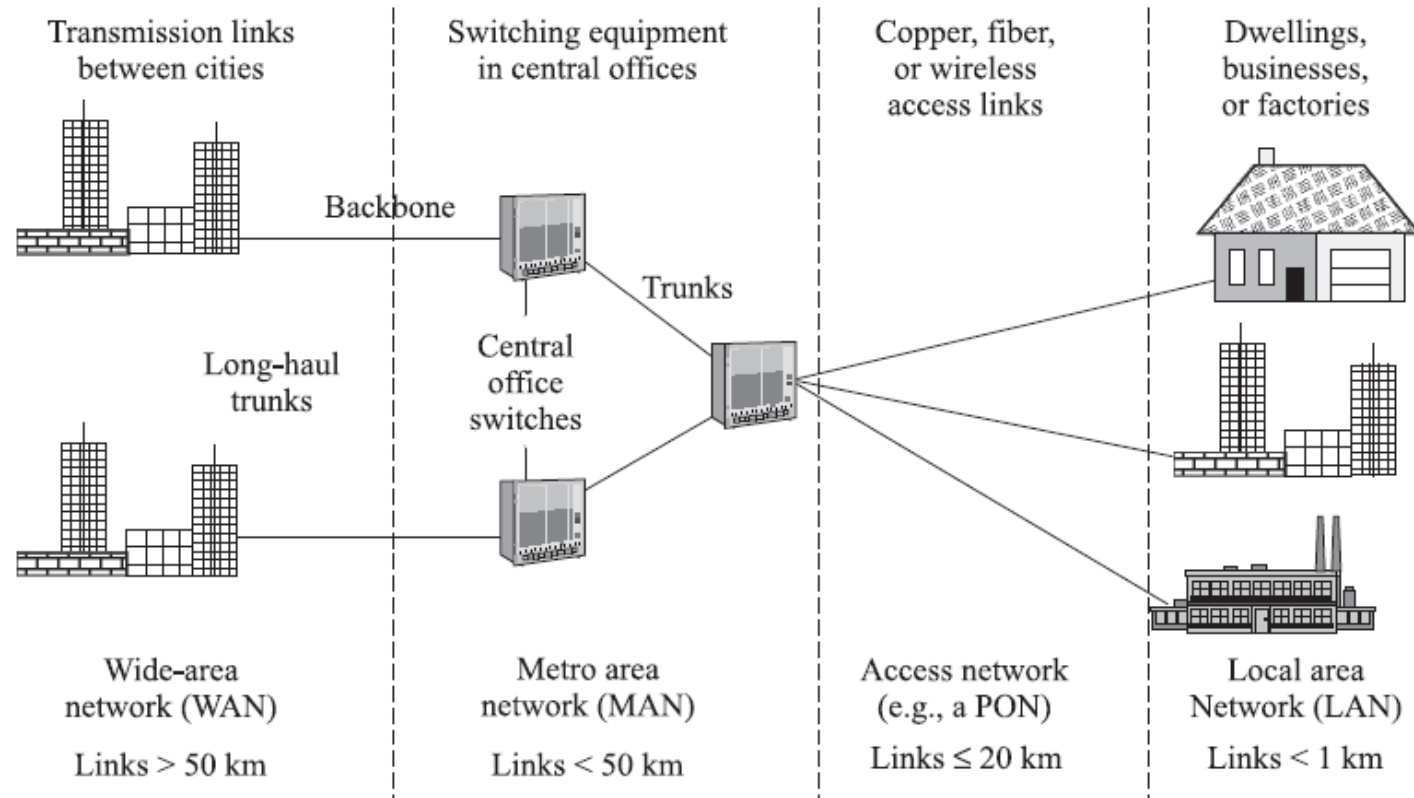 Transmission links
between cities
Switching equipment
in central offices
Copper, fiber,
or wireless
access links
Dwellings,
businesses,
or factories
Backbone
Trunks
Long-haul
trunks
Central
office
switches
Wide-area
network (WAN)
Links > 50 km
Metro area
network (MAN)
Links < 50 km
Access network
(e.g., a PON)
Links ≤ 20 km
Local area
Network (LAN)
Links < 1 km